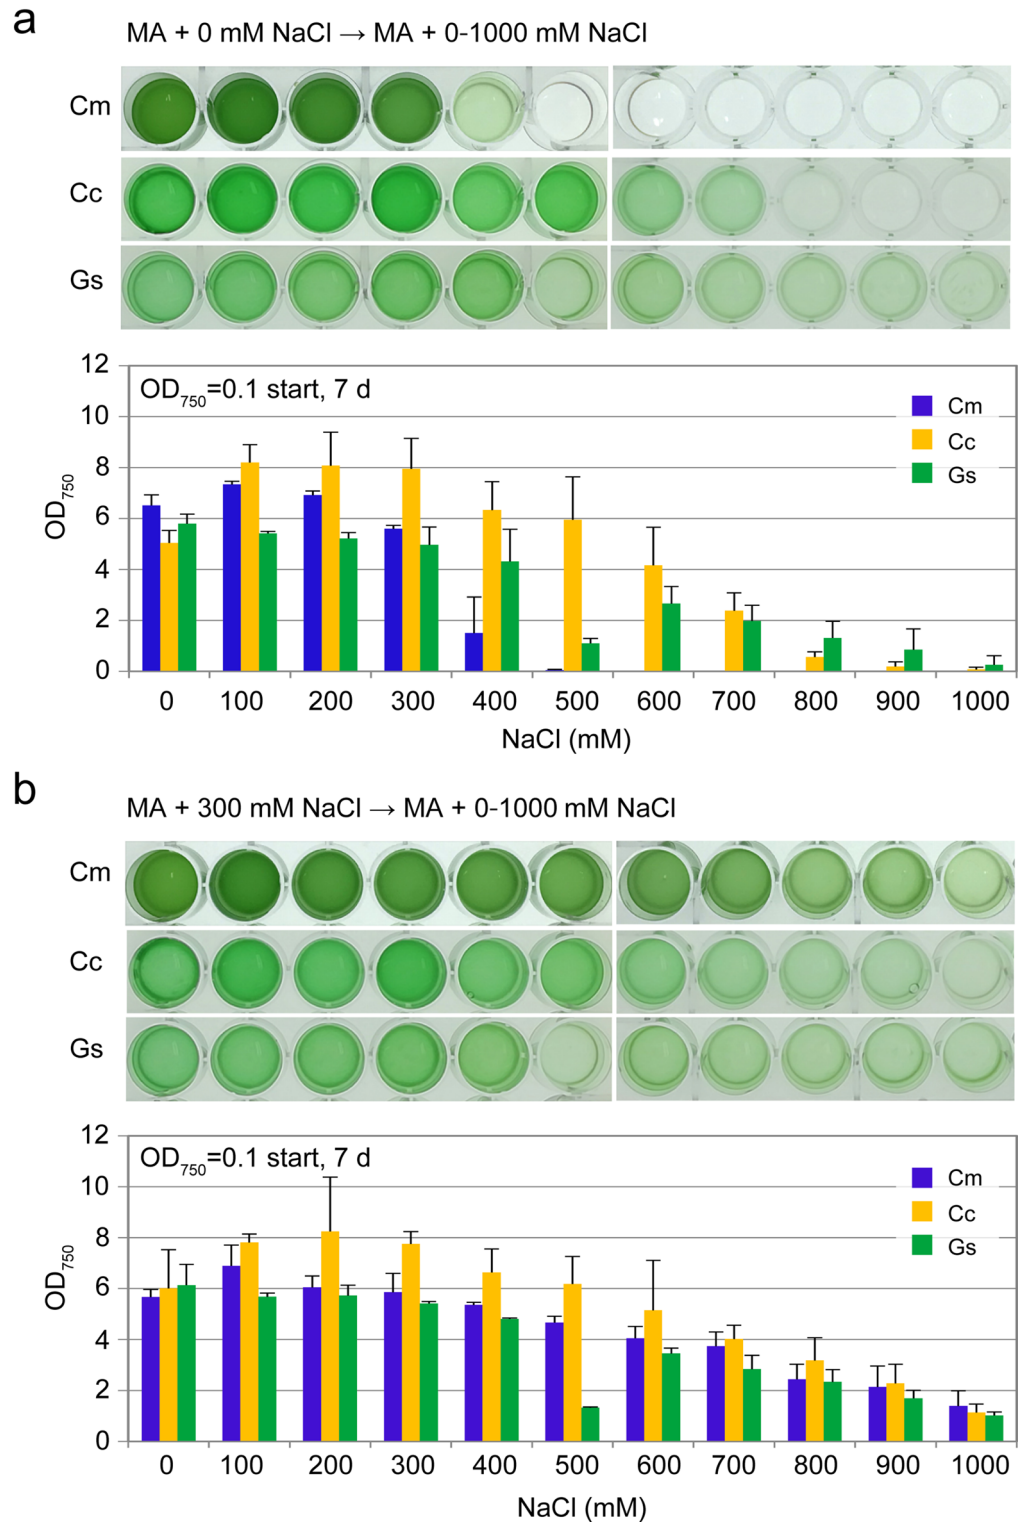 a
MA + 0 mM NaCl → MA + 0-1000 mM NaCl
Cm
Cc
Gs
OD750=0.1 start, 7 d
Cm
Cc
Gs
OD750
12
10
8
6
4
2
0
0 100 200 300 400 500 600 700 800 900 1000
NaCl (mM)
b
MA + 300 mM NaCl → MA + 0-1000 mM NaCl
Cm
Cc
Gs
OD750=0.1 start, 7 d
Cm
Cc
Gs
OD750
12
10
8
6
4
2
0
0 100 200 300 400 500 600 700 800 900 1000
NaCl (mM)